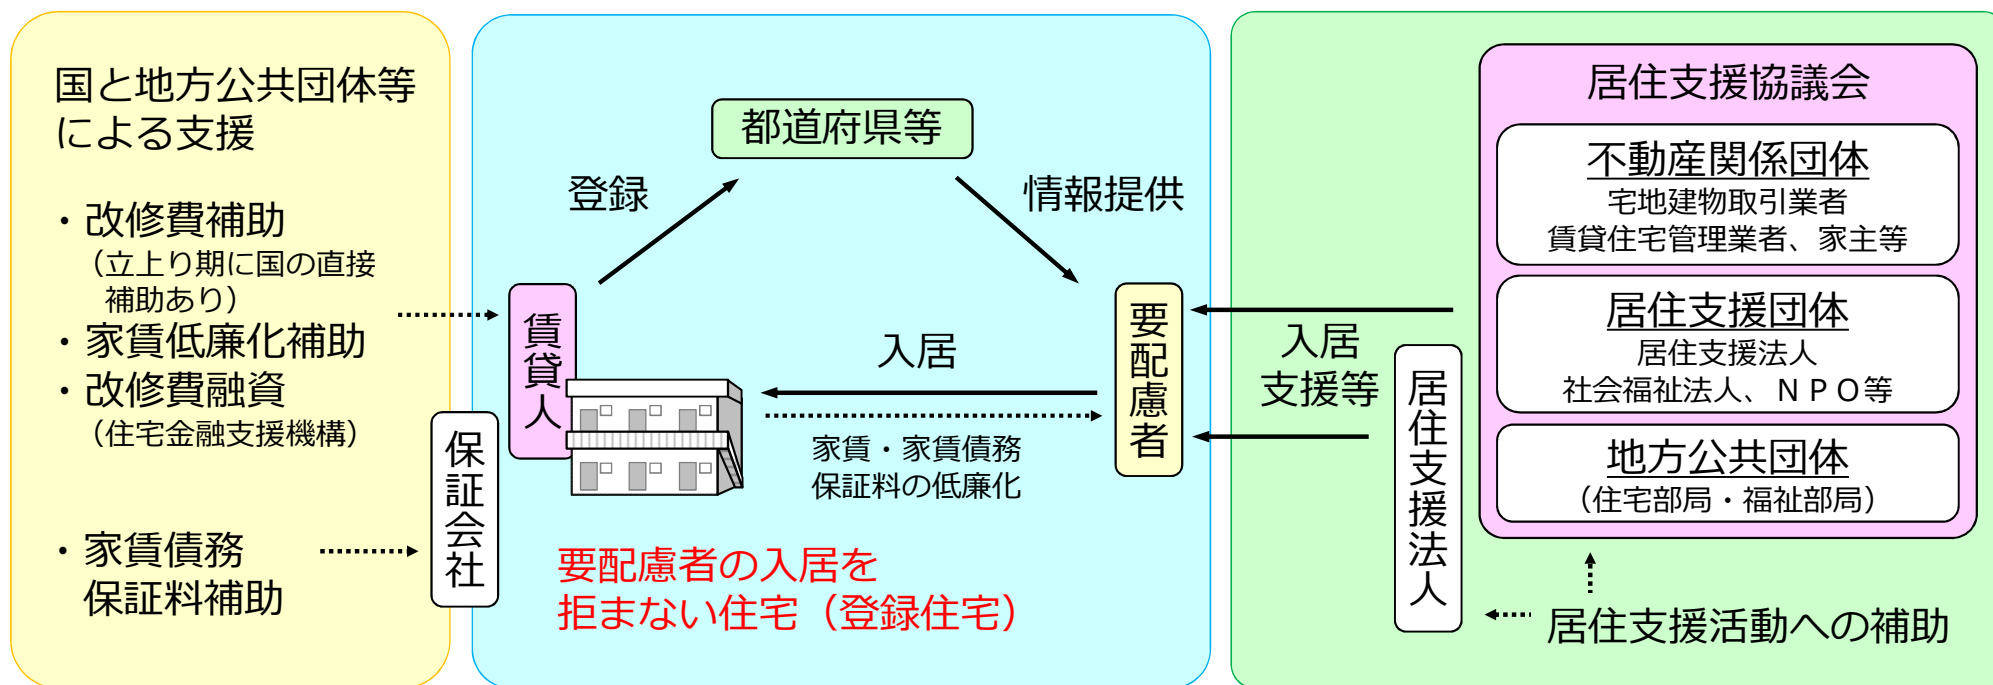 国と地方公共団体等
による支援
・改修費補助
（立上り期に国の直接
補助あり）
・家賃低廉化補助
・改修費融資
（住宅金融支援機構）
・家賃債務
保証料補助
保証会社
都道府県等
登録
情報提供
賃貸人
入居
家賃・家賃債務
保証料の低廉化
要配慮者
要配慮者の入居を
拒まない住宅（登録住宅）
入居
支援等
居住支援法人
居住支援協議会
不動産関係団体
宅地建物取引業者
賃貸住宅管理業者、家主等
居住支援団体
居住支援法人
社会福祉法人、ＮＰＯ等
地方公共団体
（住宅部局・福祉部局）
居住支援活動への補助